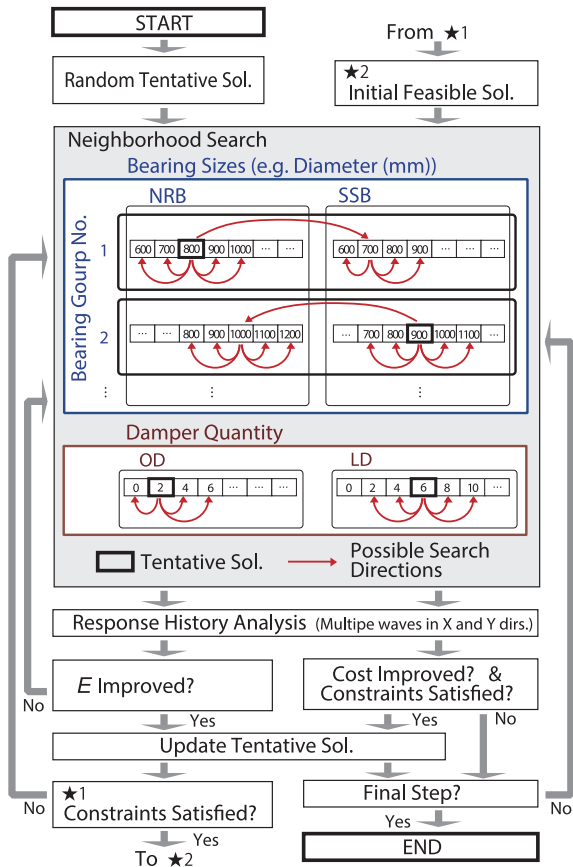 START
From ★1
Random Tentative Sol.
★2
Initial Feasible Sol.
Neighborhood Search
Bearing Sizes (e.g. Diameter (mm))
NRB
SSB
Bearing Gourp No.
1
600 700 800 900 1000 ... ...
600 700 800 900 ... ...
2
... ... 800 900 1000 1100 1200
... 700 800 900 1000 1100 ...
⋮ ⋮ ⋮
Damper Quantity
OD
LD
0 2 4 6 ... ... ...
0 2 4 6 8 10 ...
Tentative Sol.
Possible Search
Directions
Response History Analysis (Multipe waves in X and Y dirs.)
E Improved?
Cost Improved? &
Constraints Satisfied?
No
Yes
Yes
No
Update Tentative Sol.
★1
Constraints Satisfied?
Final Step?
No
No
Yes
Yes
To ★2
END